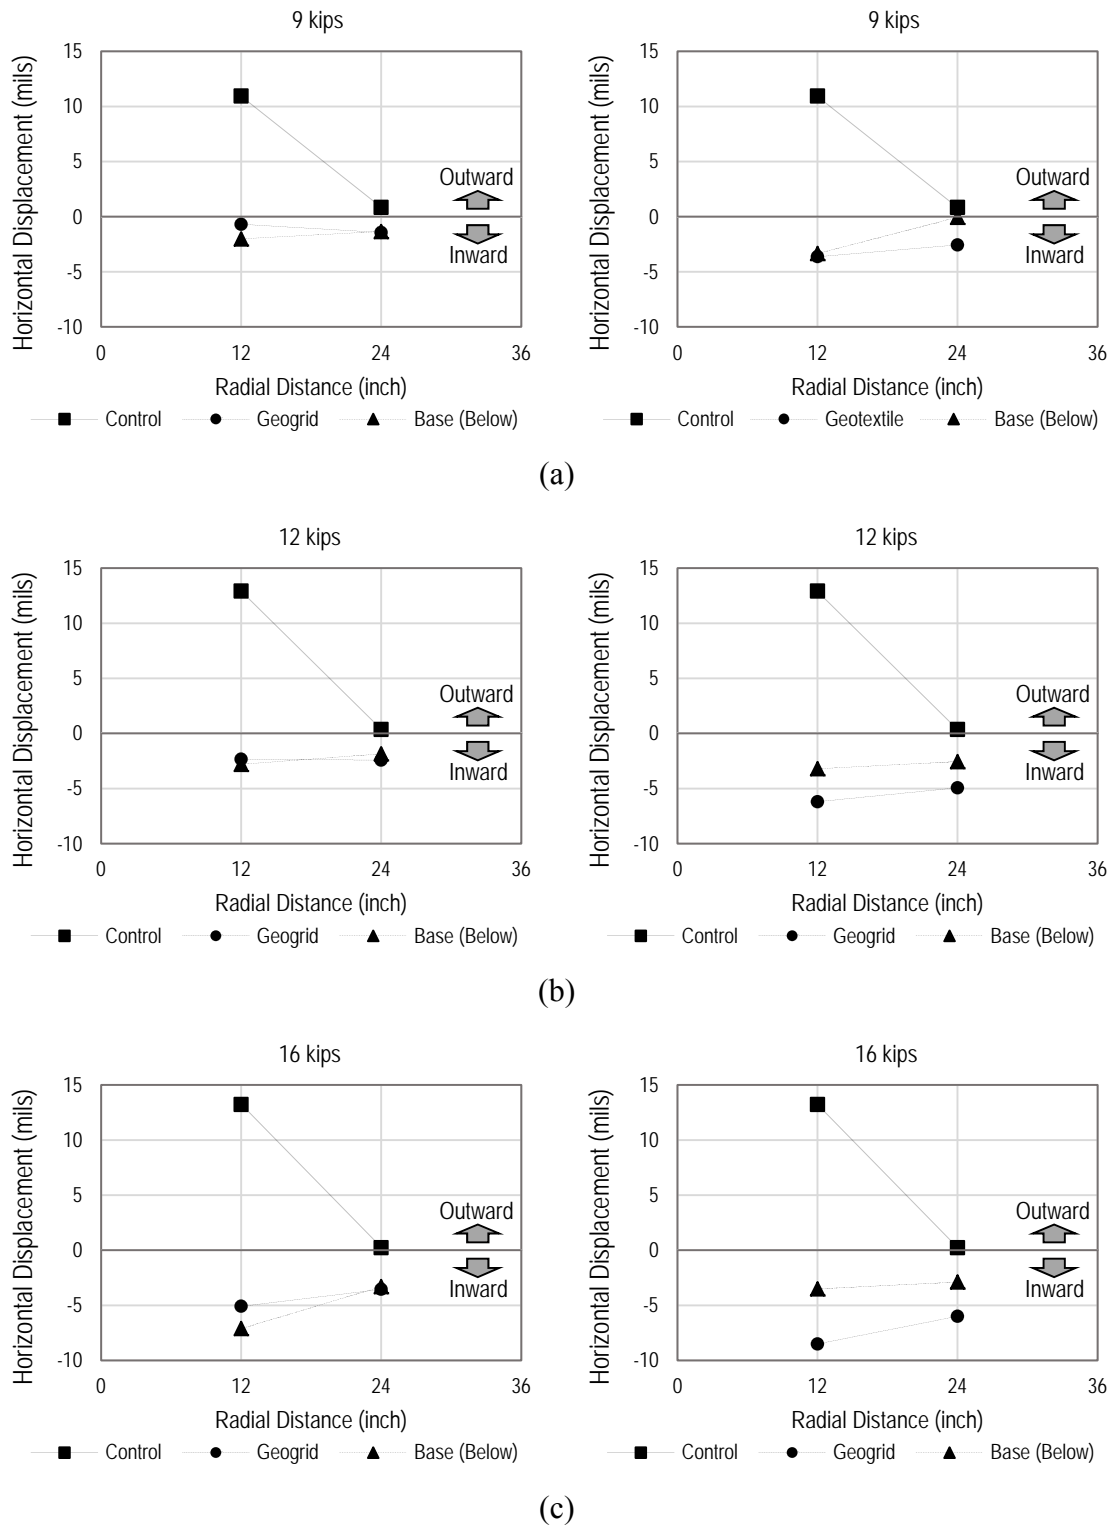 9 kips
15
10
5
0
-5
-10
Horizontal Displacement (mils)
Outward
Inward
0 12 24 36
Radial Distance (inch)
Control Geogrid Base (Below)
9 kips
15
10
5
0
-5
-10
Horizontal Displacement (mils)
Outward
Inward
0 12 24 36
Radial Distance (inch)
Control Geotextile Base (Below)
(a)
12 kips
15
10
5
0
-5
-10
Horizontal Displacement (mils)
Outward
Inward
0 12 24 36
Radial Distance (inch)
Control Geogrid Base (Below)
12 kips
15
10
5
0
-5
-10
Horizontal Displacement (mils)
Outward
Inward
0 12 24 36
Radial Distance (inch)
Control Geogrid Base (Below)
(b)
16 kips
15
10
5
0
-5
-10
Horizontal Displacement (mils)
Outward
Inward
0 12 24 36
Radial Distance (inch)
Control Geogrid Base (Below)
16 kips
15
10
5
0
-5
-10
Horizontal Displacement (mils)
Outward
Inward
0 12 24 36
Radial Distance (inch)
Control Geogrid Base (Below)
(c)